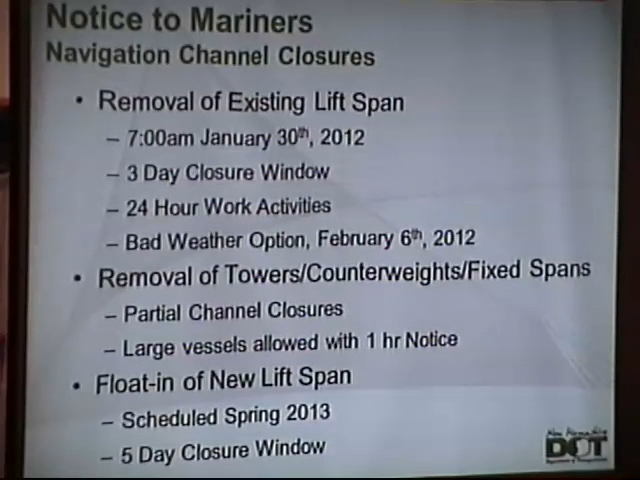 Notice to Mariners
Navigation Channel Closures
• Removal of Existing Lift Span
– 7:00am January 30th, 2012
– 3 Day Closure Window
– 24 Hour Work Activities
– Bad Weather Option, February 6th, 2012
• Removal of Towers/Counterweights/Fixed Spans
– Partial Channel Closures
– Large vessels allowed with 1 hr Notice
• Float-in of New Lift Span
– Scheduled Spring 2013
– 5 Day Closure Window
New Hampshire
DOT